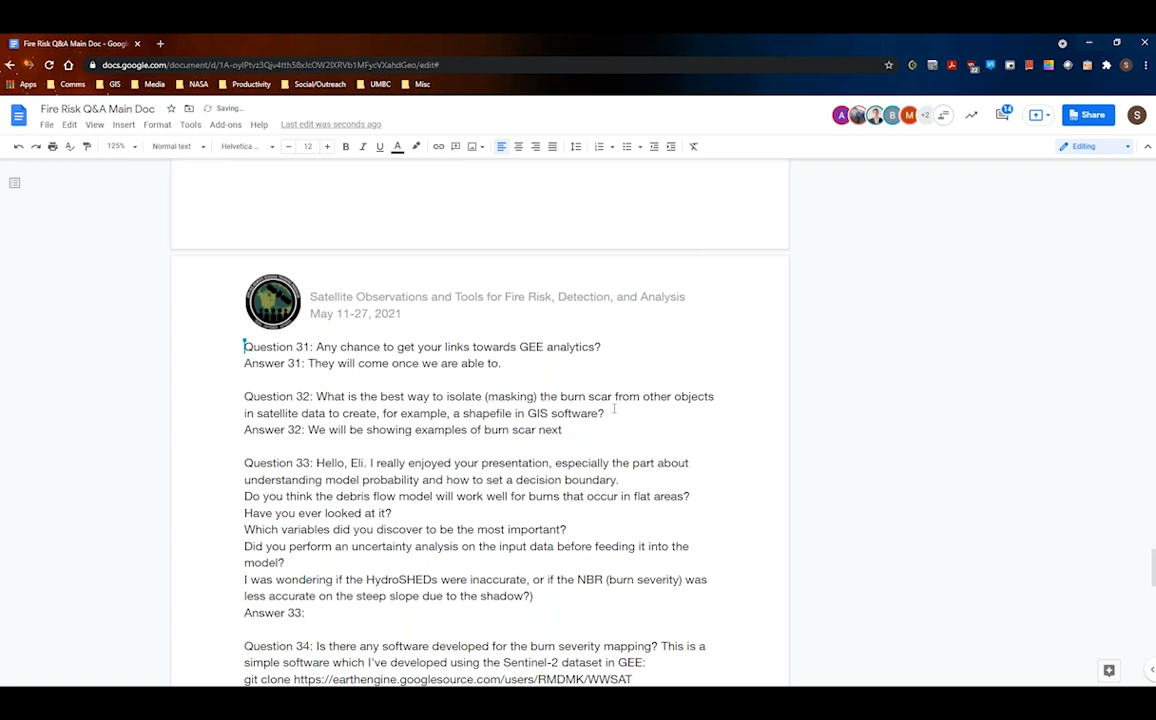 Fire Risk Q&A Main Doc - Googl
docs.google.com/document/d/1A-oyIPtvz3Qjv4tth58xJcOW2IXRVb1MFycVXahdGeo/edit#
Apps Comms GIS Media NASA Productivity Social/Outreach UMBC Misc
Fire Risk Q&A Main Doc Saving...
File Edit View Insert Format Tools Add-ons Help Last edit was seconds ago
A B M +2 14 Share S
125% Normal text Helvetica ... 12 Editing
Satellite Observations and Tools for Fire Risk, Detection, and Analysis
May 11-27, 2021
Question 31: Any chance to get your links towards GEE analytics?
Answer 31: They will come once we are able to.
Question 32: What is the best way to isolate (masking) the burn scar from other objects
in satellite data to create, for example, a shapefile in GIS software?
Answer 32: We will be showing examples of burn scar next
Question 33: Hello, Eli. I really enjoyed your presentation, especially the part about
understanding model probability and how to set a decision boundary.
Do you think the debris flow model will work well for burns that occur in flat areas?
Have you ever looked at it?
Which variables did you discover to be the most important?
Did you perform an uncertainty analysis on the input data before feeding it into the
model?
I was wondering if the HydroSHEDs were inaccurate, or if the NBR (burn severity) was
less accurate on the steep slope due to the shadow?)
Answer 33:
Question 34: Is there any software developed for the burn severity mapping? This is a
simple software which I've developed using the Sentinel-2 dataset in GEE:
git clone https://earthengine.googlesource.com/users/RMDMK/WWSAT